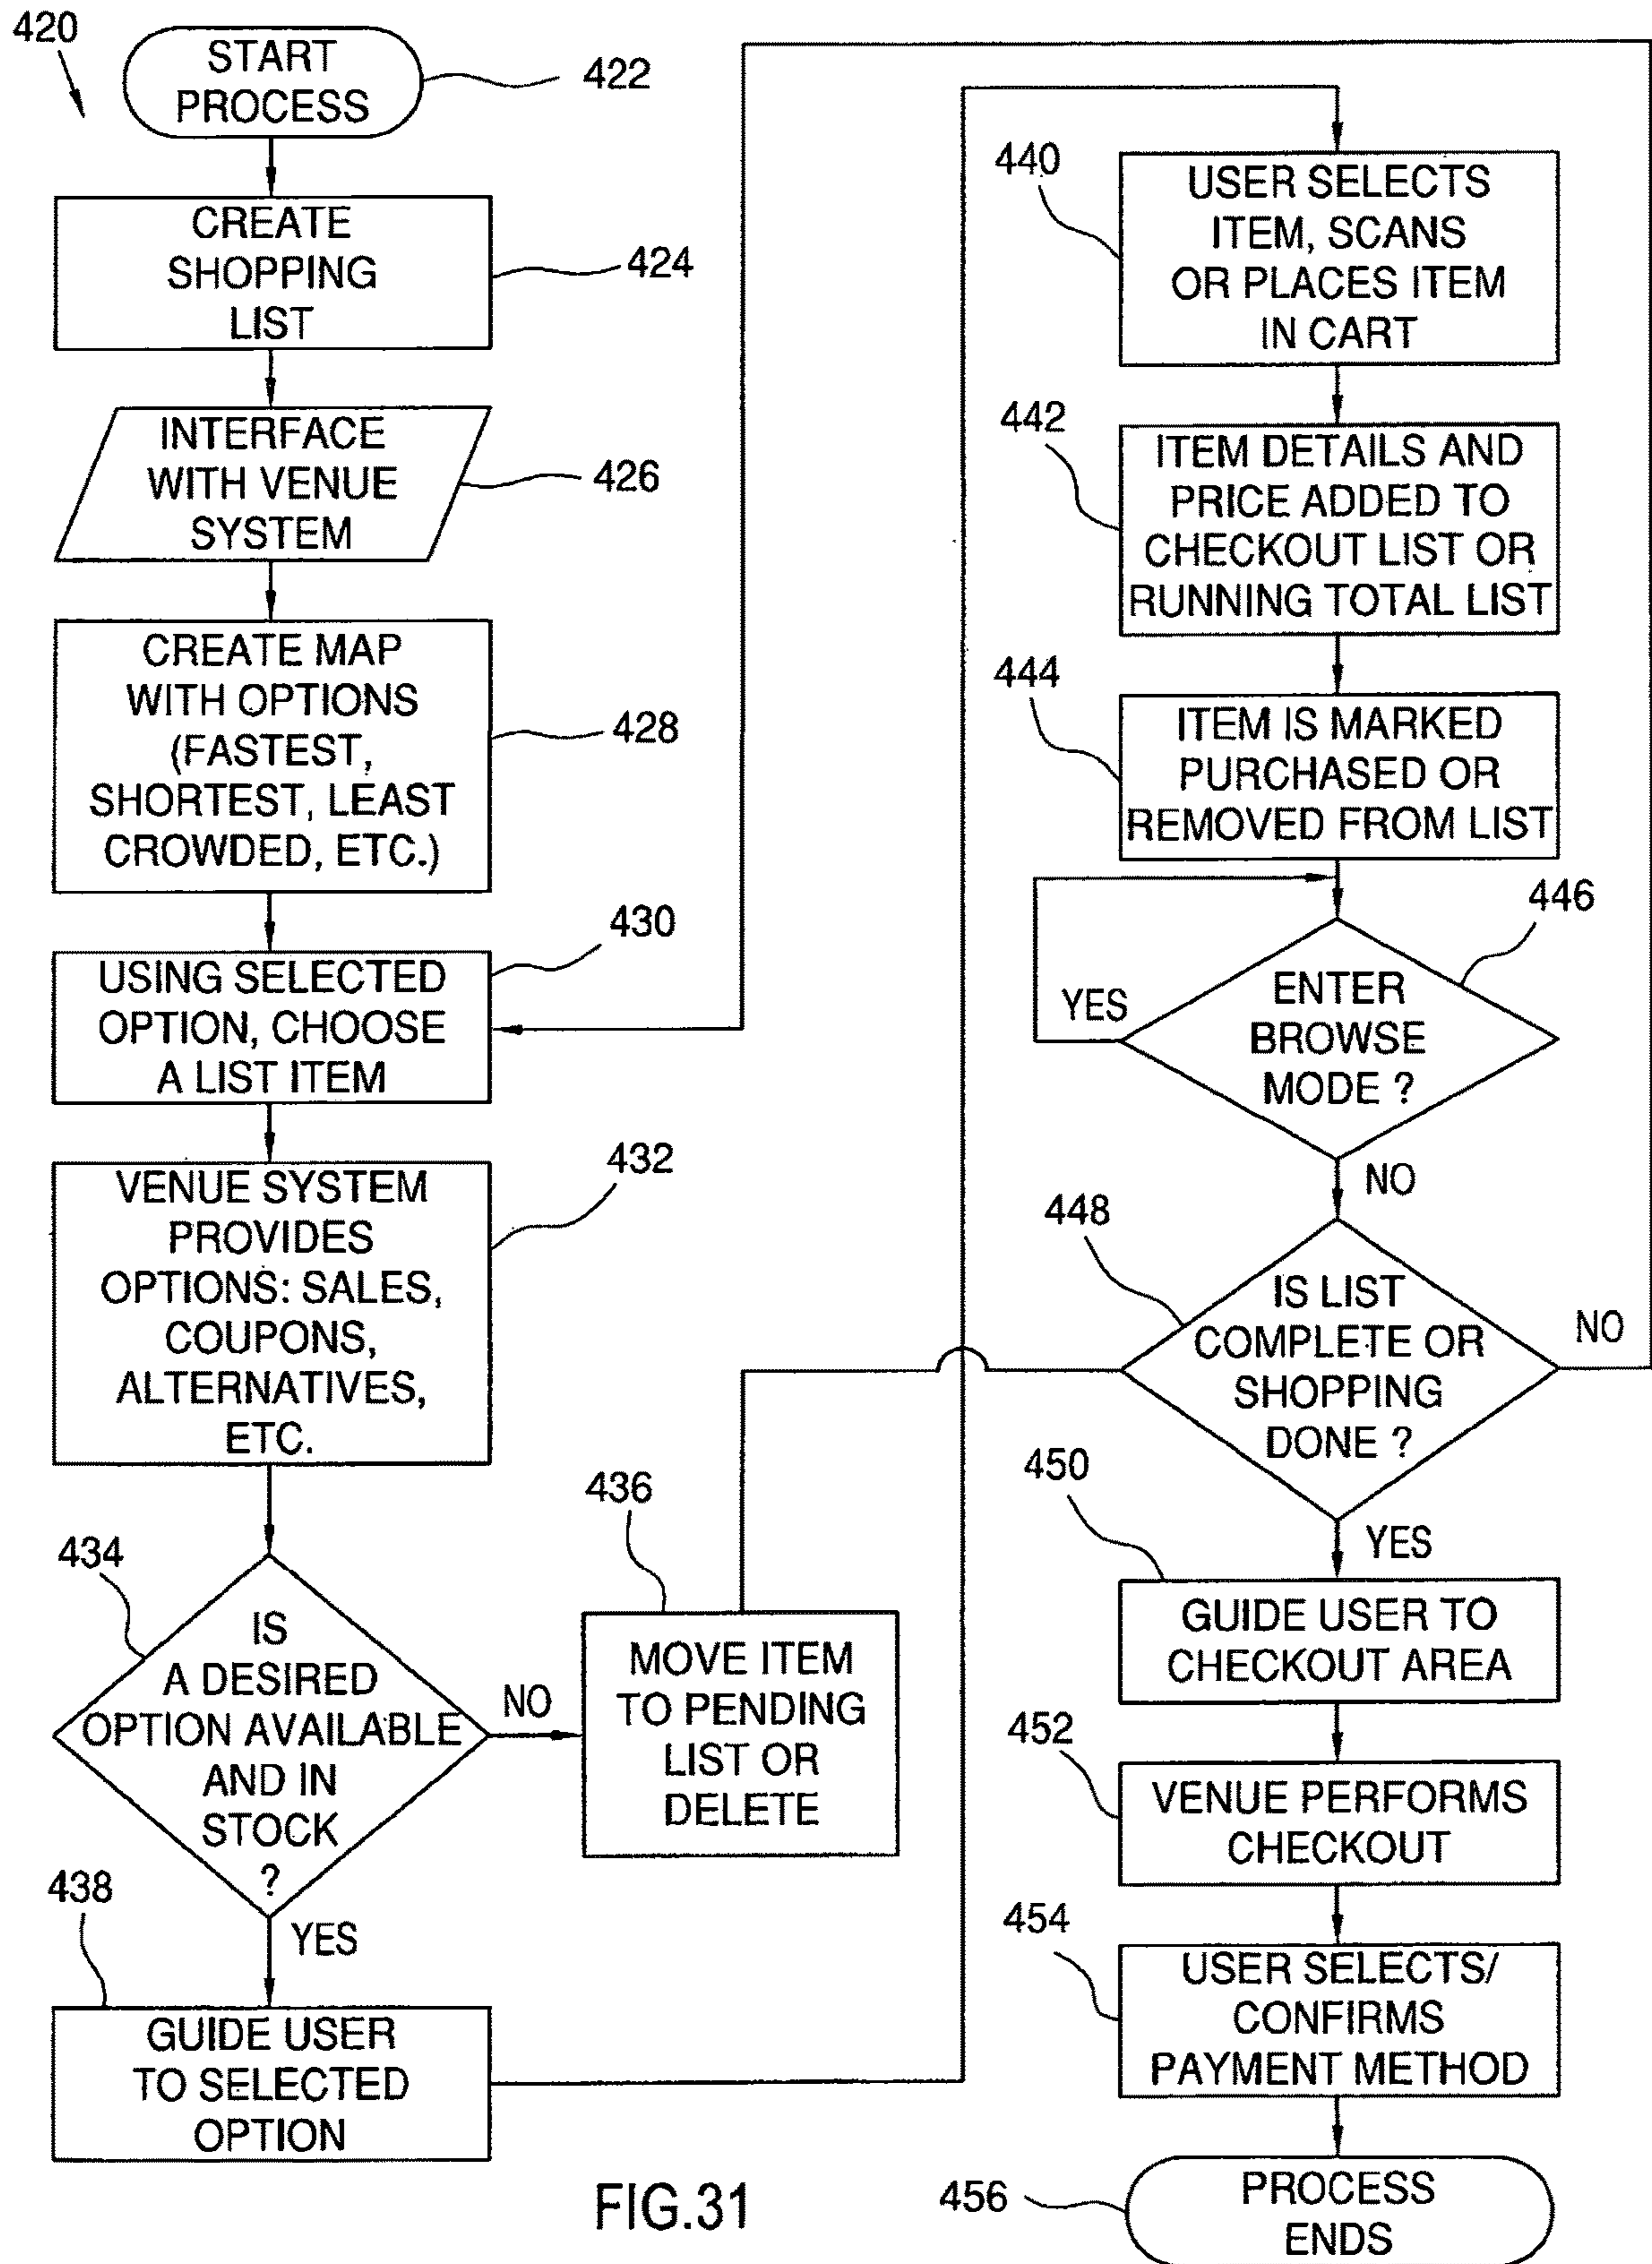 420
START
PROCESS
422
CREATE
SHOPPING
LIST
424
INTERFACE
WITH VENUE
SYSTEM
426
CREATE MAP
WITH OPTIONS
(FASTEST,
SHORTEST, LEAST
CROWDED, ETC.)
428
430
USING SELECTED
OPTION, CHOOSE
A LIST ITEM
432
VENUE SYSTEM
PROVIDES
OPTIONS: SALES,
COUPONS,
ALTERNATIVES,
ETC.
434
IS
A DESIRED
OPTION AVAILABLE
AND IN
STOCK
?
NO
436
MOVE ITEM
TO PENDING
LIST OR
DELETE
YES
438
GUIDE USER
TO SELECTED
OPTION
440
USER SELECTS
ITEM, SCANS
OR PLACES ITEM
IN CART
442
ITEM DETAILS AND
PRICE ADDED TO
CHECKOUT LIST OR
RUNNING TOTAL LIST
444
ITEM IS MARKED
PURCHASED OR
REMOVED FROM LIST
446
YES
ENTER
BROWSE
MODE ?
NO
448
IS LIST
COMPLETE OR
SHOPPING
DONE ?
NO
YES
450
GUIDE USER TO
CHECKOUT AREA
452
VENUE PERFORMS
CHECKOUT
454
USER SELECTS/
CONFIRMS
PAYMENT METHOD
456
PROCESS
ENDS
FIG.31